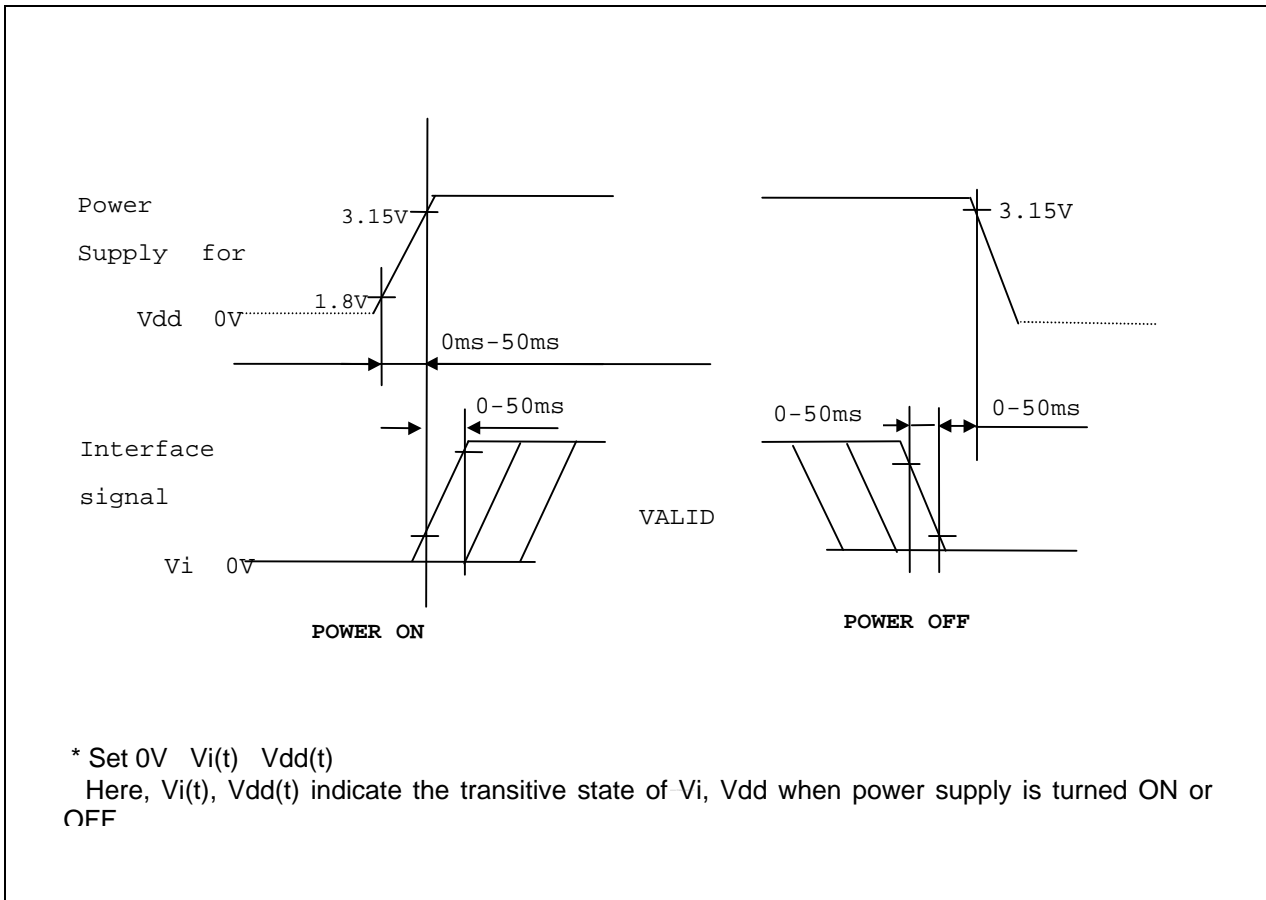 Power
Supply for
Vdd 0V
3.15V
1.8V
3.15V
0ms-50ms
0-50ms
0-50ms
0-50ms
Interface
signal
VALID
Vi 0V
POWER ON
POWER OFF
* Set 0V Vi(t) Vdd(t)
Here, Vi(t), Vdd(t) indicate the transitive state of Vi, Vdd when power supply is turned ON or
OFF